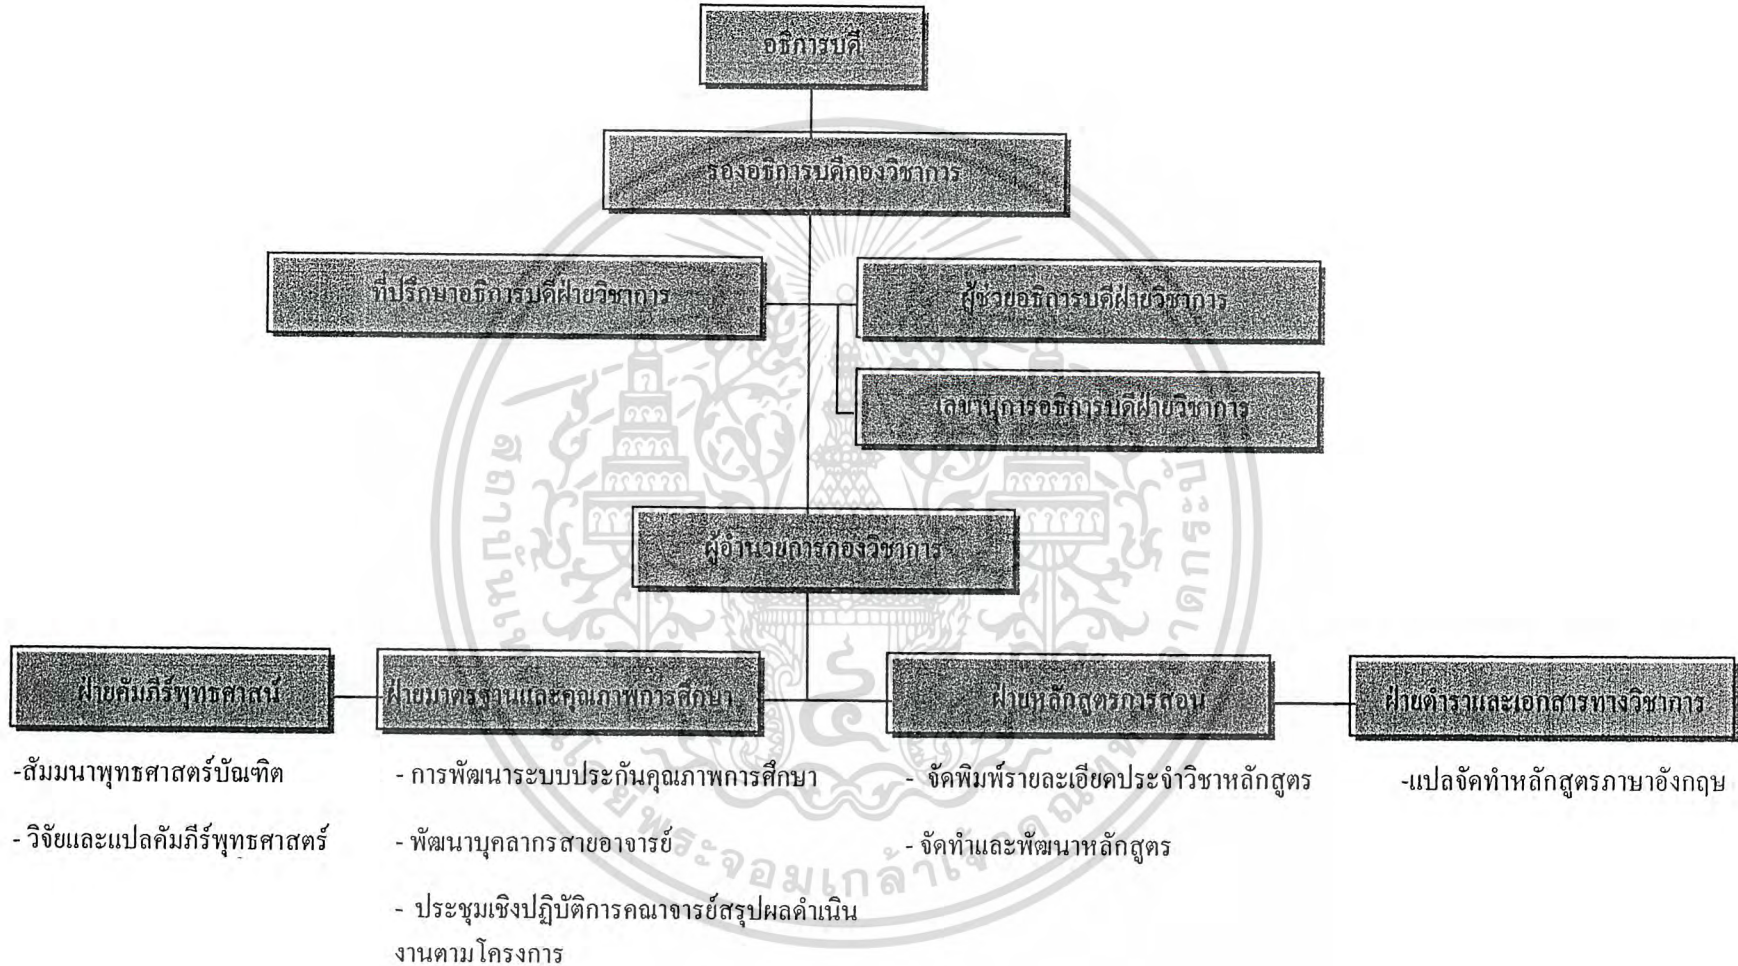 อธิการบดี
รองอธิการบดีกองวิชาการ
ที่ปรึกษาอธิการบดีฝ่ายวิชาการ
ผู้ช่วยอธิการบดีฝ่ายวิชาการ
เลขานุการอธิการบดีฝ่ายวิชาการ
ผู้อำนวยการกองวิชาการ
ฝ่ายคัมภีร์พุทธศาสน์
ฝ่ายมาตรฐานและคุณภาพการศึกษา
ฝ่ายหลักสูตรการสอน
ฝ่ายตำราและเอกสารทางวิชาการ
-สัมมนาพุทธศาสตร์บัณฑิต
- วิจัยและแปลคัมภีร์พุทธศาสตร์
- การพัฒนาระบบประกันคุณภาพการศึกษา
- พัฒนาบุคลากรสายอาจารย์
- ประชุมเชิงปฏิบัติการคณาจารย์สรุปผลดำเนิน
งานตามโครงการ
- จัดพิมพ์รายละเอียดประจำวิชาหลักสูตร
- จัดทำและพัฒนาหลักสูตร
-แปลจัดทำหลักสูตรภาษาอังกฤษ